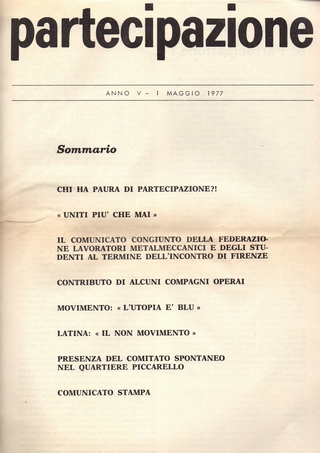 partecipazione
ANNO V – 1 MAGGIO 1977
Sommario
CHI HA PAURA DI PARTECIPAZIONE?!
« UNITI PIU' CHE MAI »
IL COMUNICATO CONGIUNTO DELLA FEDERAZIO-
NE LAVORATORI METALMECCANICI E DEGLI STU-
DENTI AL TERMINE DELL'INCONTRO DI FIRENZE
CONTRIBUTO DI ALCUNI COMPAGNI OPERAI
MOVIMENTO: « L'UTOPIA E' BLU »
LATINA: « IL NON MOVIMENTO »
PRESENZA DEL COMITATO SPONTANEO
NEL QUARTIERE PICCARELLO
COMUNICATO STAMPA